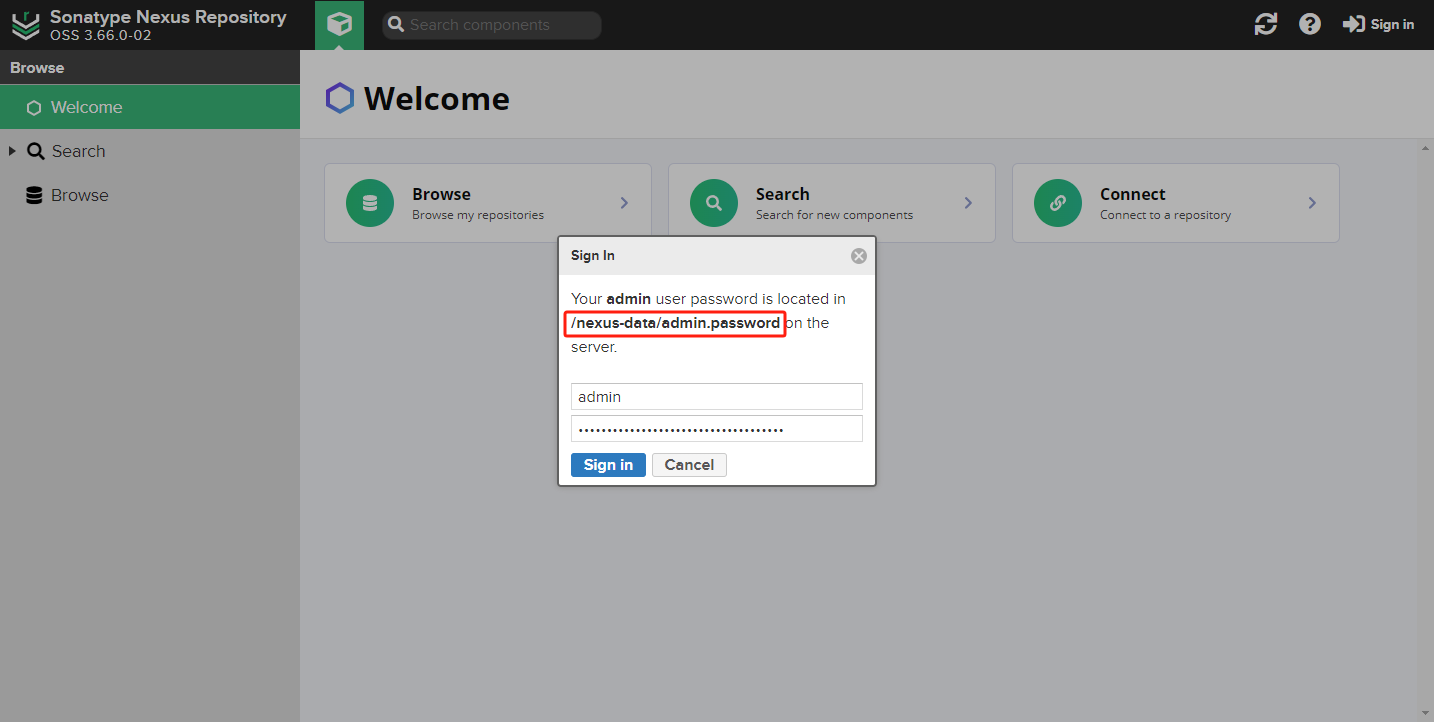 Sonatype Nexus Repository
OSS 3.66.0-02
Search components
Sign in
Browse
Welcome
Search
Browse
Welcome
Browse
Browse my repositories
Search
Search for new components
Connect
Connect to a repository
Sign In
Your admin user password is located in
/nexus-data/admin.password on the
server.
admin
••••••••••••••••••••••••••••••••••••
Sign in
Cancel